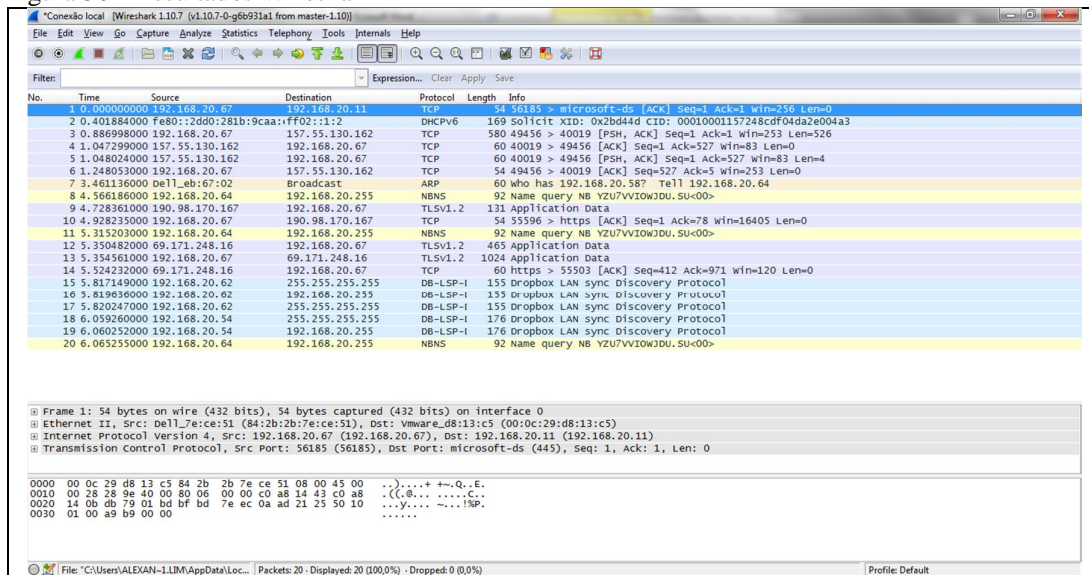 *Conexão local [Wireshark 1.10.7 (v1.10.7-0-g6b931a1 from master-1.10)]
File Edit View Go Capture Analyze Statistics Telephony Tools Internals Help
Filter: Expression... Clear Apply Save
No. Time Source Destination Protocol Length Info
1 0.000000000 192.168.20.67 192.168.20.11 TCP 54 56185 > microsoft-ds [ACK] Seq=1 Ack=1 Win=256 Len=0
2 0.401884000 fe80::2dd0:281b:9caa: ff02::1:2 DHCPv6 169 Solicit XID: 0x2bd44d CID: 00010001157248cdf04da2e004a3
3 0.886998000 192.168.20.67 157.55.130.162 TCP 580 49456 > 40019 [PSH, ACK] Seq=1 Ack=1 Win=253 Len=526
4 1.047299000 157.55.130.162 192.168.20.67 TCP 60 40019 > 49456 [ACK] Seq=1 Ack=527 Win=83 Len=0
5 1.048024000 157.55.130.162 192.168.20.67 TCP 60 40019 > 49456 [PSH, ACK] Seq=1 Ack=527 Win=83 Len=4
6 1.248053000 192.168.20.67 157.55.130.162 TCP 54 49456 > 40019 [ACK] Seq=527 Ack=5 Win=253 Len=0
7 3.461136000 Dell_eb:67:02 Broadcast ARP 60 Who has 192.168.20.58? Tell 192.168.20.64
8 4.566186000 192.168.20.64 192.168.20.255 NBNS 92 Name query NB YZU7VVIOWJDU.SU<00>
9 4.728361000 190.98.170.167 192.168.20.67 TLSv1.2 131 Application Data
10 4.928235000 192.168.20.67 190.98.170.167 TCP 54 55596 > https [ACK] Seq=1 Ack=78 Win=16405 Len=0
11 5.315203000 192.168.20.64 192.168.20.255 NBNS 92 Name query NB YZU7VVIOWJDU.SU<00>
12 5.350482000 69.171.248.16 192.168.20.67 TLSv1.2 465 Application Data
13 5.354561000 192.168.20.67 69.171.248.16 TLSv1.2 1024 Application Data
14 5.524232000 69.171.248.16 192.168.20.67 TCP 60 https > 55503 [ACK] Seq=412 Ack=971 Win=120 Len=0
15 5.817149000 192.168.20.62 255.255.255.255 DB-LSP-I 155 Dropbox LAN sync Discovery Protocol
16 5.819636000 192.168.20.62 192.168.20.255 DB-LSP-I 155 Dropbox LAN sync Discovery Protocol
17 5.820247000 192.168.20.62 255.255.255.255 DB-LSP-I 155 Dropbox LAN sync Discovery Protocol
18 6.059260000 192.168.20.54 255.255.255.255 DB-LSP-I 176 Dropbox LAN sync Discovery Protocol
19 6.060252000 192.168.20.54 192.168.20.255 DB-LSP-I 176 Dropbox LAN sync Discovery Protocol
20 6.065255000 192.168.20.64 192.168.20.255 NBNS 92 Name query NB YZU7VVIOWJDU.SU<00>
Frame 1: 54 bytes on wire (432 bits), 54 bytes captured (432 bits) on interface 0
Ethernet II, Src: Dell_7e:ce:51 (84:2b:2b:7e:ce:51), Dst: Vmware_d8:13:c5 (00:0c:29:d8:13:c5)
Internet Protocol Version 4, Src: 192.168.20.67 (192.168.20.67), Dst: 192.168.20.11 (192.168.20.11)
Transmission Control Protocol, Src Port: 56185 (56185), Dst Port: microsoft-ds (445), Seq: 1, Ack: 1, Len: 0
0000 00 0c 29 d8 13 c5 84 2b 2b 7e ce 51 08 00 45 00 ..)....+ +~.Q..E.
0010 00 28 28 9e 40 00 80 06 00 00 c0 a8 14 43 c0 a8 .((.@... .....C..
0020 14 0b db 79 01 bd bf bd 7e ec 0a ad 21 25 50 10 ...y.... ~...!%P.
0030 01 00 a9 b9 00 00 ......
File: "C:\Users\ALEXAN~1.LIM\AppData\Loc... Packets: 20 · Displayed: 20 (100,0%) · Dropped: 0 (0,0%) Profile: Default